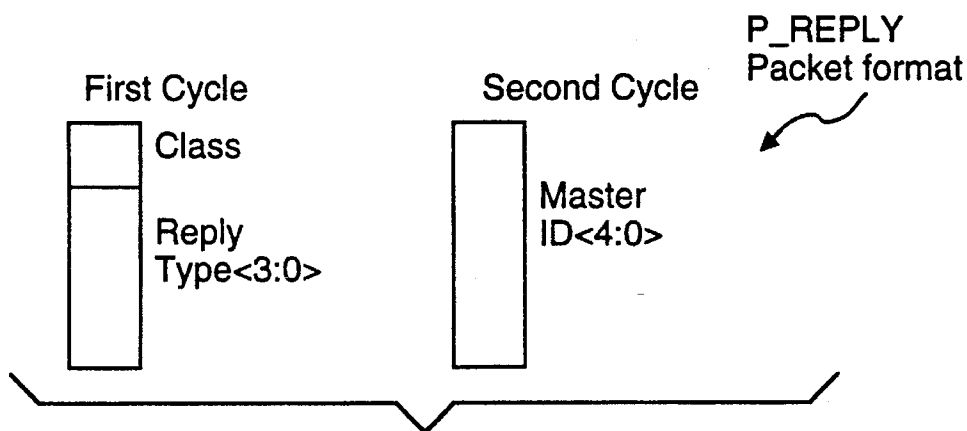 P_REPLY
Packet format
First Cycle
Second Cycle
Class
Reply
Type<3:0>
Master
ID<4:0>